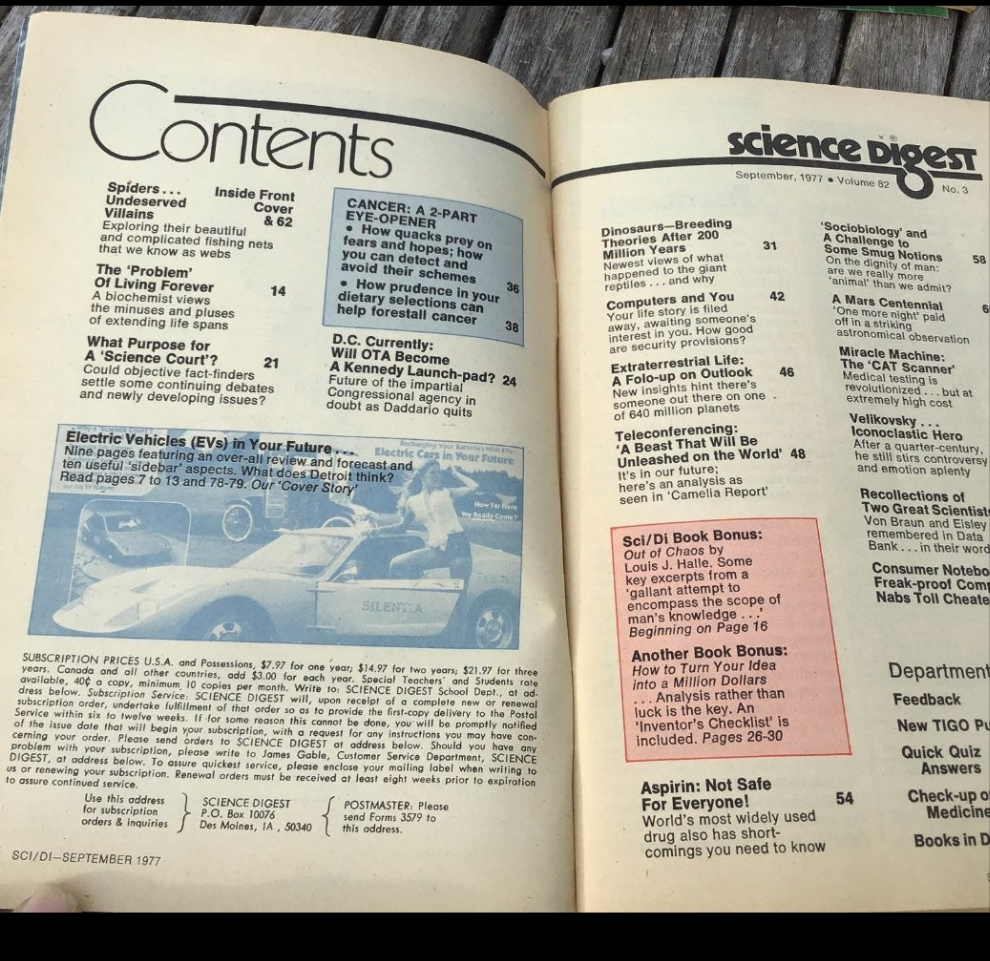 Contents
Spiders... Inside Front
Undeserved Cover
Villains & 62
Exploring their beautiful
and complicated fishing nets
that we know as webs
The 'Problem'
Of Living Forever 14
A biochemist views
the minuses and pluses
of extending life spans
What Purpose for
A 'Science Court'? 21
Could objective fact-finders
settle some continuing debates
and newly developing issues?
CANCER: A 2-PART
EYE-OPENER
• How quacks prey on
fears and hopes; how
you can detect and
avoid their schemes 36
• How prudence in your
dietary selections can
help forestall cancer 38
D.C. Currently:
Will OTA Become
A Kennedy Launch-pad? 24
Future of the impartial
Congressional agency in
doubt as Daddario quits
Electric Vehicles (EVs) in Your Future...
Nine pages featuring an over-all review and forecast and
ten useful 'sidebar' aspects. What does Detroit think?
Read pages 7 to 13 and 78-79. Our 'Cover Story'
Electric Cars in Your Future
How Far Have
We Really Come?
SILENTIA
SUBSCRIPTION PRICES U.S.A. and Possessions, $7.97 for one year; $14.97 for two years; $21.97 for three
years. Canada and all other countries, add $3.00 for each year. Special Teachers' and Students rate
available, 40¢ a copy, minimum 10 copies per month. Write to: SCIENCE DIGEST School Dept., at ad-
dress below. Subscription Service: SCIENCE DIGEST will, upon receipt of a complete new or renewal
subscription order, undertake fulfillment of that order so as to provide the first-copy delivery to the Postal
Service within six to twelve weeks. If for some reason this cannot be done, you will be promptly notified
of the issue date that will begin your subscription, with a request for any instructions you may have con-
cerning your order. Please send orders to SCIENCE DIGEST at address below. Should you have any
problem with your subscription, please write to James Gable, Customer Service Department, SCIENCE
DIGEST, at address below. To assure quickest service, please enclose your mailing label when writing to
us or renewing your subscription. Renewal orders must be received at least eight weeks prior to expiration
to assure continued service.
Use this address
for subscription
orders & inquiries
SCIENCE DIGEST
P.O. Box 10076
Des Moines, IA , 50340
POSTMASTER: Please
send Forms 3579 to
this address.
SCI/DI—SEPTEMBER 1977
science Digest
September, 1977 • Volume 82 No. 3
Dinosaurs—Breeding
Theories After 200
Million Years 31
Newest views of what
happened to the giant
reptiles... and why
Computers and You 42
Your life story is filed
away, awaiting someone's
interest in you. How good
are security provisions?
Extraterrestrial Life:
A Folo-up on Outlook 46
New insights hint there's
someone out there on one
of 640 million planets
Teleconferencing:
'A Beast That Will Be
Unleashed on the World' 48
It's in our future;
here's an analysis as
seen in 'Camelia Report'
Sci/Di Book Bonus:
Out of Chaos by
Louis J. Halle. Some
key excerpts from a
'gallant attempt to
encompass the scope of
man's knowledge...'
Beginning on Page 16
Another Book Bonus:
How to Turn Your Idea
into a Million Dollars
... Analysis rather than
luck is the key. An
'Inventor's Checklist' is
included. Pages 26-30
Aspirin: Not Safe
For Everyone! 54
World's most widely used
drug also has short-
comings you need to know
'Sociobiology' and
A Challenge to
Some Smug Notions 58
On the dignity of man:
are we really more
'animal' than we admit?
A Mars Centennial
'One more night' paid
off in a striking
astronomical observation
Miracle Machine:
The 'CAT Scanner'
Medical testing is
revolutionized... but at
extremely high cost
Velikovsky...
Iconoclastic Hero
After a quarter-century,
he still stirs controversy
and emotion aplenty
Recollections of
Two Great Scientists
Von Braun and Eisley
remembered in Data
Bank... in their word
Consumer Notebo
Freak-proof Comp
Nabs Toll Cheate
Department
Feedback
New TIGO Pu
Quick Quiz
Answers
Check-up o
Medicine
Books in D